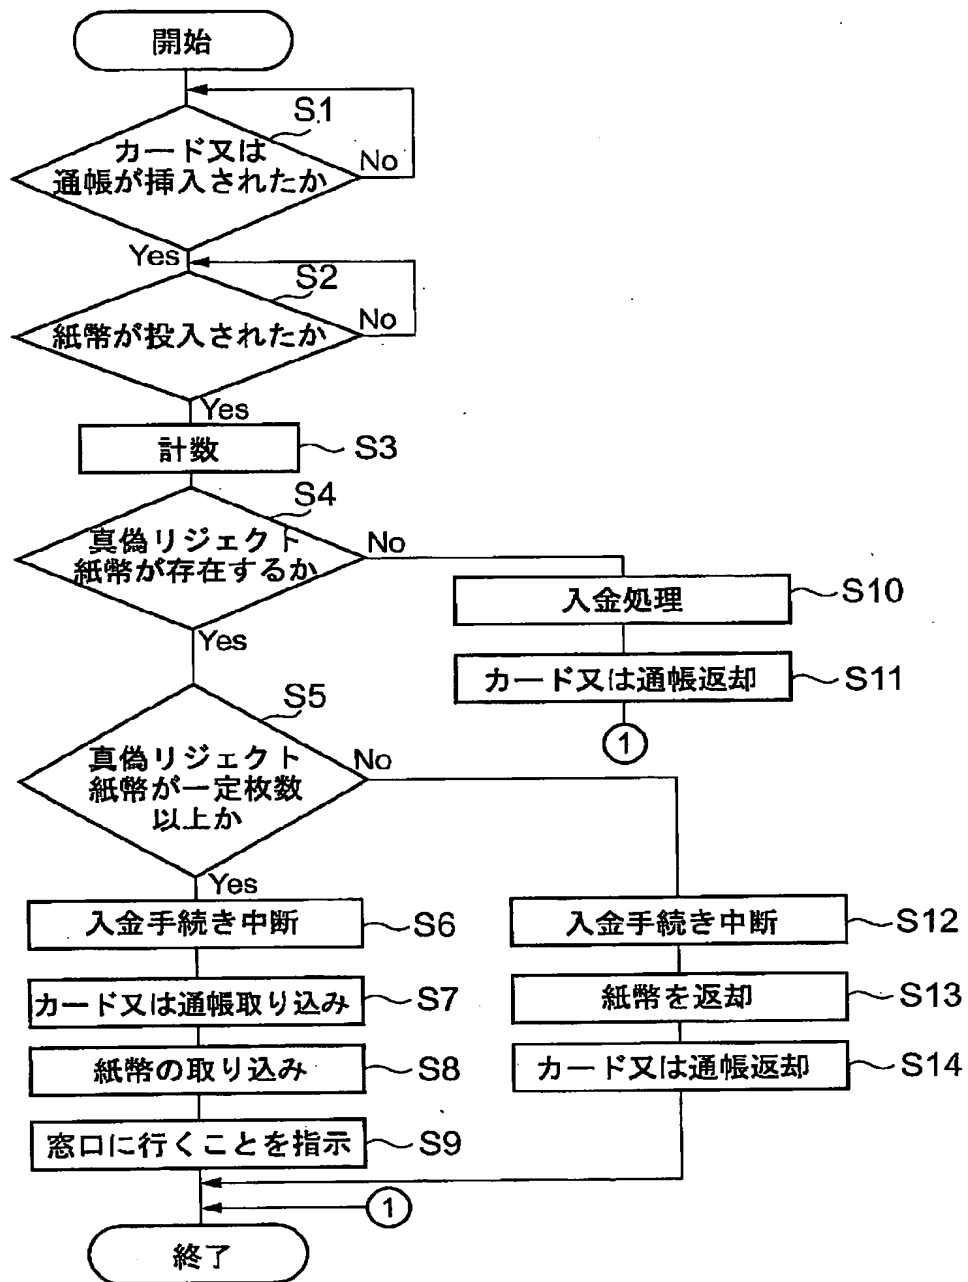 開始
S1
カード又は
通帳が挿入されたか
No
Yes
S2
紙幣が投入されたか
No
Yes
計数
S3
S4
真偽リジェクト
紙幣が存在するか
No
Yes
入金処理
S10
カード又は通帳返却
S11
1
S5
真偽リジェクト
紙幣が一定枚数
以上か
No
Yes
入金手続き中断
S6
カード又は通帳取り込み
S7
紙幣の取り込み
S8
窓口に行くことを指示
S9
入金手続き中断
S12
紙幣を返却
S13
カード又は通帳返却
S14
1
終了